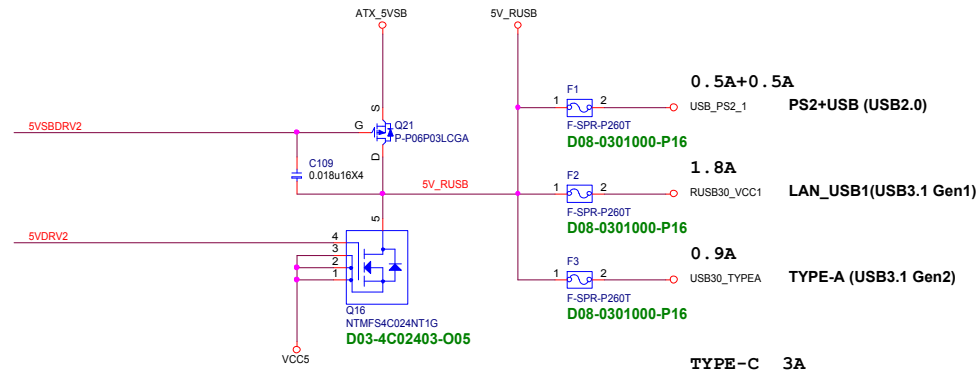 ATX_5VSB
5V_RUSB
0.5A+0.5A
F1
1 2
USB_PS2_1
PS2+USB (USB2.0)
F-SPR-P260T
D08-0301000-P16
5VSBDRV2
S
G
Q21
P-P06P03LCGA
D
C109
0.018u16X4
5V_RUSB
1.8A
F2
1 2
RUSB30_VCC1
LAN_USB1(USB3.1 Gen1)
F-SPR-P260T
D08-0301000-P16
5VDRV2
5
4
3
2
1
0.9A
F3
1 2
USB30_TYPEA
TYPE-A (USB3.1 Gen2)
F-SPR-P260T
D08-0301000-P16
Q16
NTMFS4C024NT1G
D03-4C02403-O05
VCC5
TYPE-C 3A